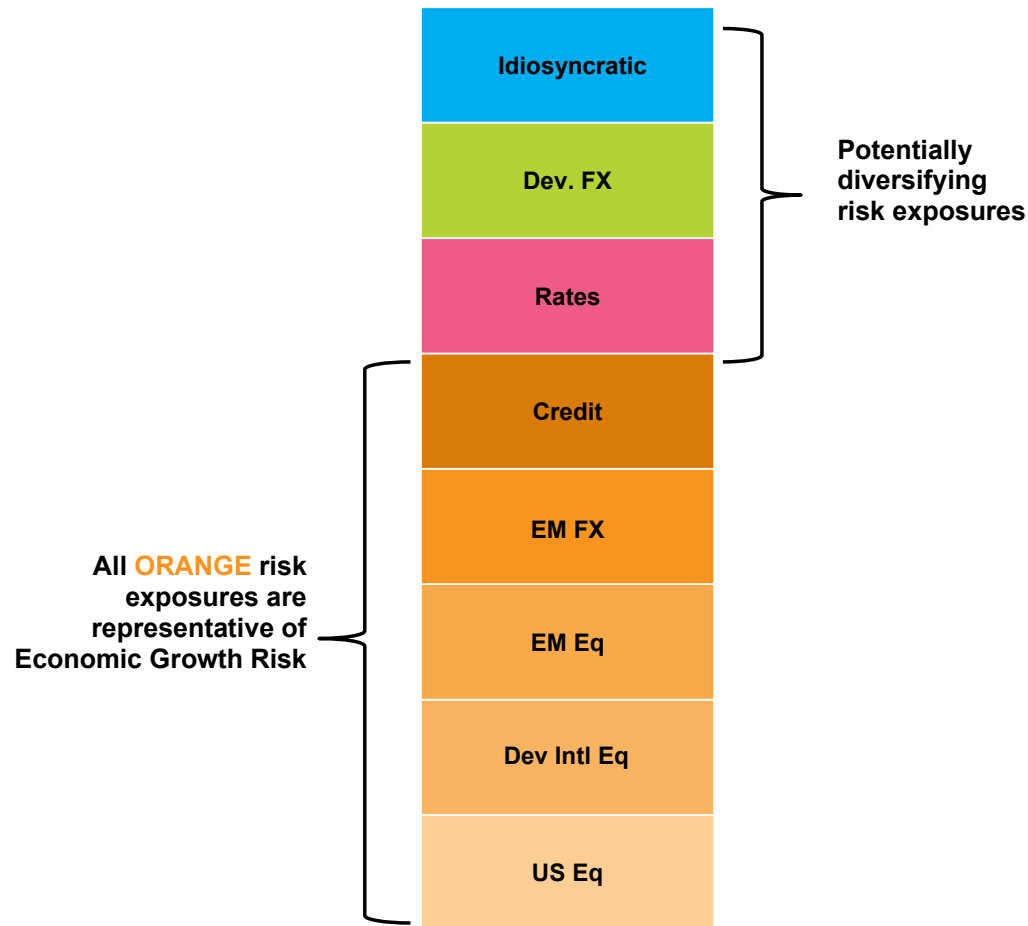 Idiosyncratic
Dev. FX
Rates
Potentially
diversifying
risk exposures
Credit
EM FX
EM Eq
Dev Intl Eq
US Eq
All ORANGE risk
exposures are
representative of
Economic Growth Risk